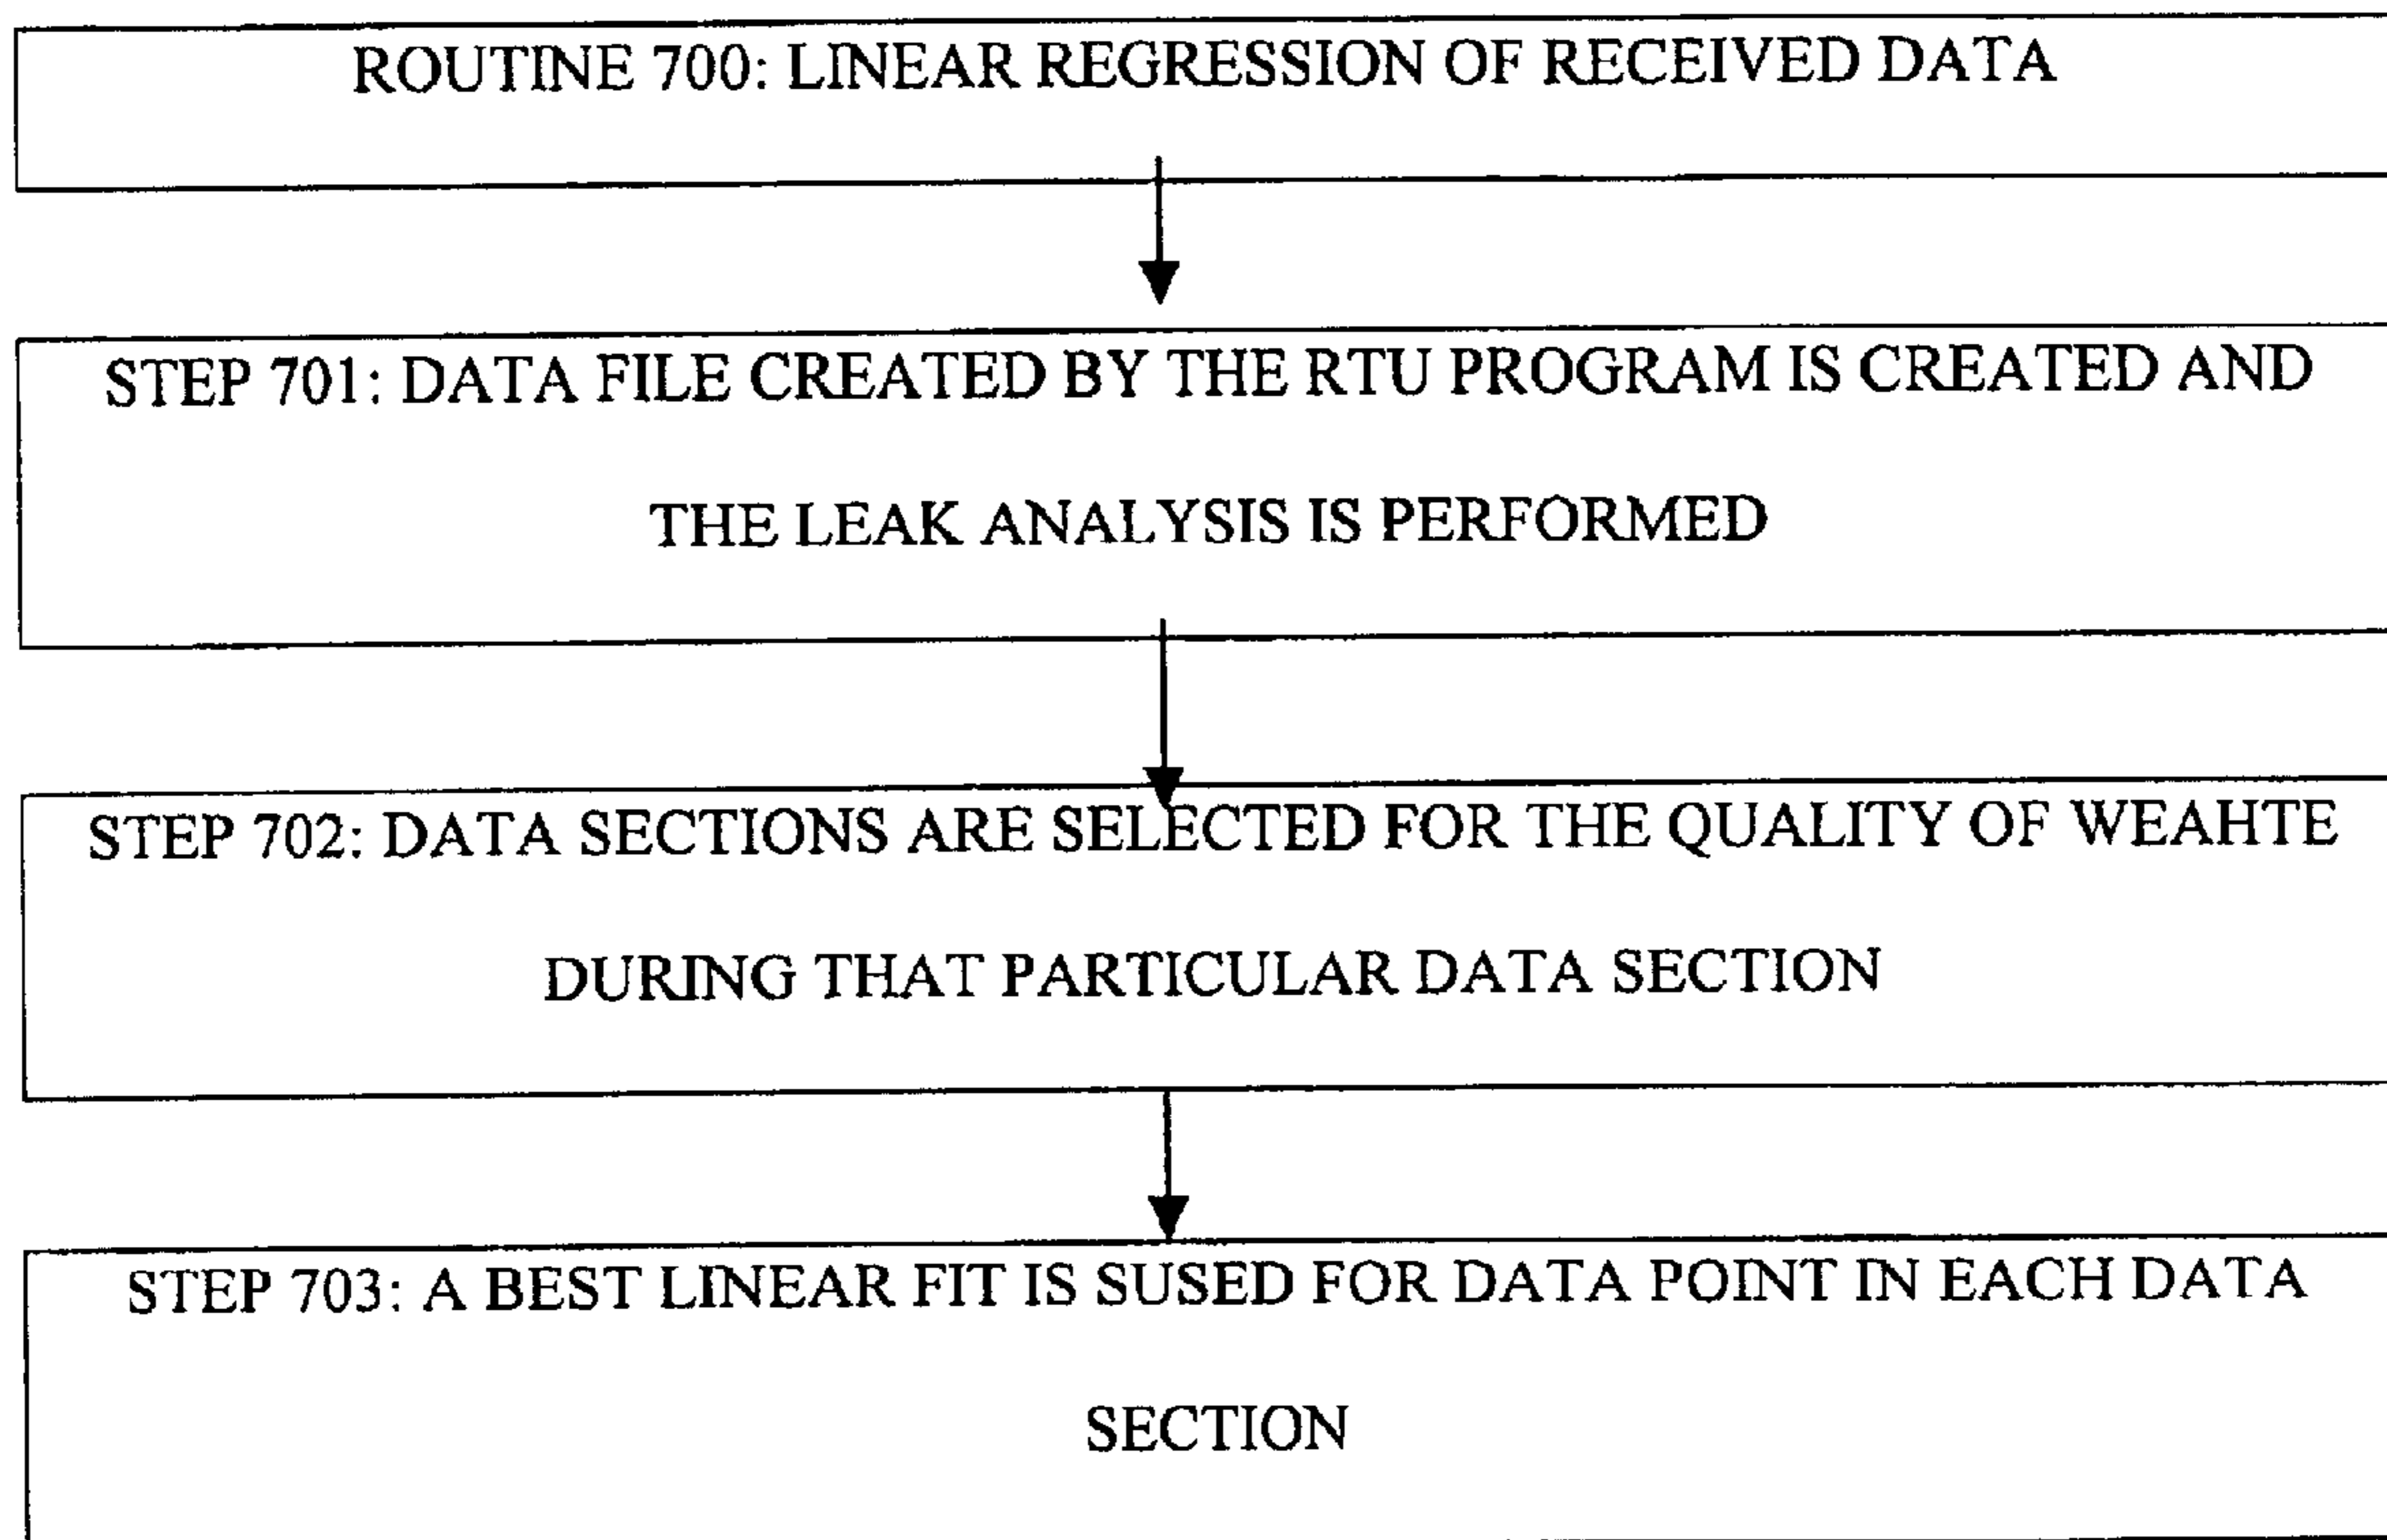 ROUTINE 700: LINEAR REGRESSION OF RECEIVED DATA
STEP 701: DATA FILE CREATED BY THE RTU PROGRAM IS CREATED AND
THE LEAK ANALYSIS IS PERFORMED
STEP 702: DATA SECTIONS ARE SELECTED FOR THE QUALITY OF WEAHTE
DURING THAT PARTICULAR DATA SECTION
STEP 703: A BEST LINEAR FIT IS SUSED FOR DATA POINT IN EACH DATA
SECTION